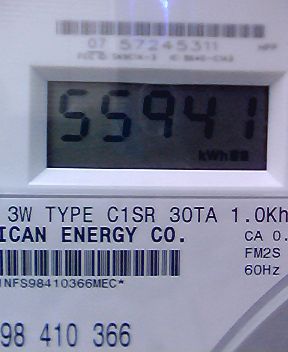 07 57245311
55941
kWh
3W TYPE C1SR 30TA 1.0Kh
ICAN ENERGY CO.
CA 0.
FM2S
60Hz
NFS98410366MEC*
98 410 366